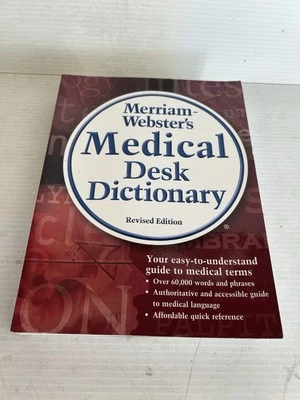 Merriam-
Webster's
Medical
Desk
Dictionary
Revised Edition
®
Your easy-to-understand
guide to medical terms
• Over 60,000 words and phrases
• Authoritative and accessible guide
to medical language
• Affordable quick reference